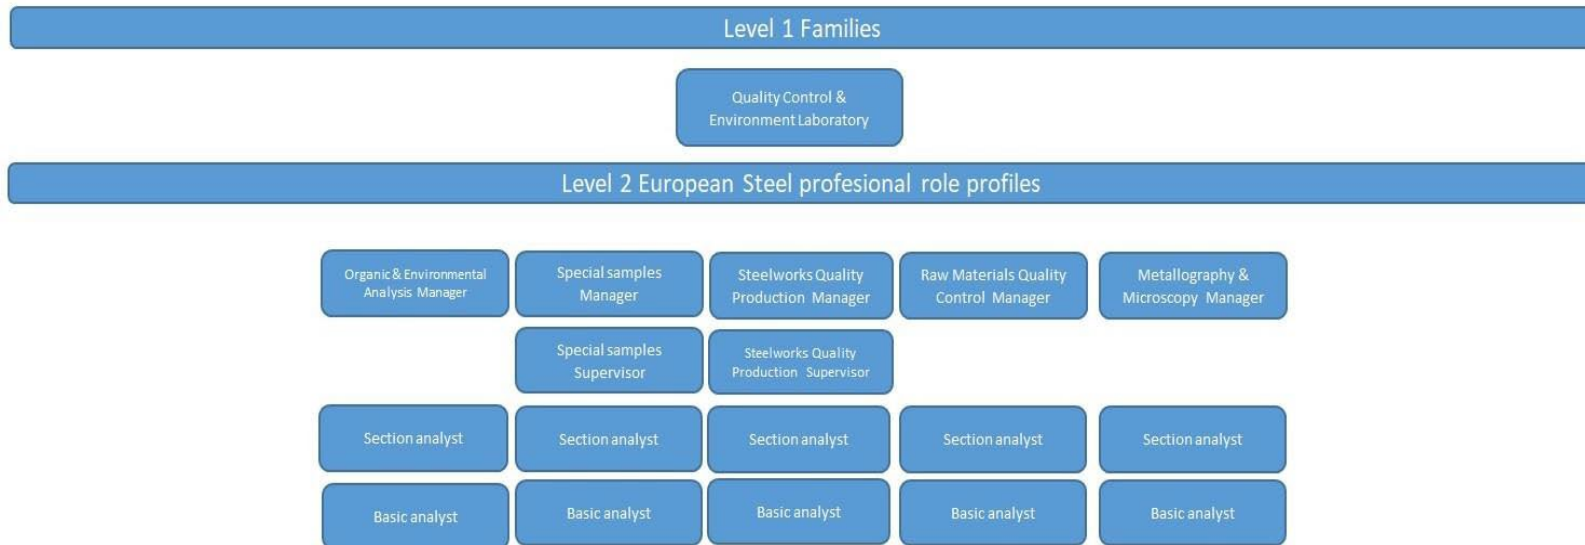 Level 1 Families
Quality Control &
Environment Laboratory
Level 2 European Steel profesional role profiles
Organic & Environmental
Analysis Manager
Special samples
Manager
Steelworks Quality
Production Manager
Raw Materials Quality
Control Manager
Metallography &
Microscopy Manager
Special samples
Supervisor
Steelworks Quality
Production Supervisor
Section analyst
Section analyst
Section analyst
Section analyst
Section analyst
Basic analyst
Basic analyst
Basic analyst
Basic analyst
Basic analyst